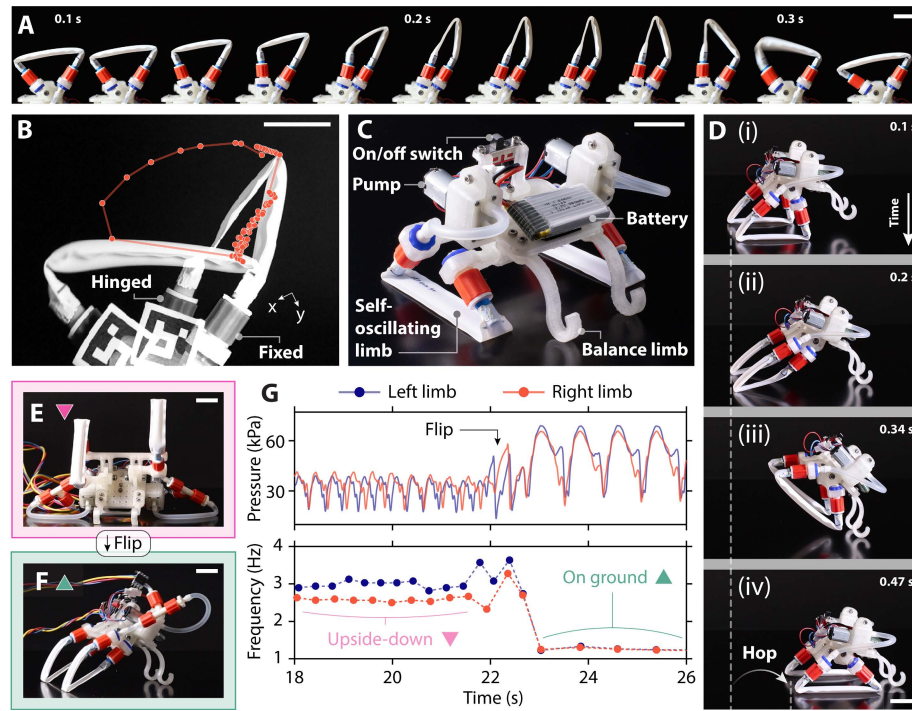 A
0.1 s
0.2 s
0.3 s
B
Hinged
x
y
Fixed
C
On/off switch
Pump
Battery
Self-
oscillating
limb
Balance limb
D
(i)
0.1
Time
(ii)
0.2
(iii)
0.34 s
(iv)
0.47 s
Hop
E
↓ Flip
F
G
Left limb
Right limb
Flip
Pressure (kPa)
60
30
Frequency (Hz)
4
3
2
1
On ground
Upside-down
18
20
22
24
26
Time (s)